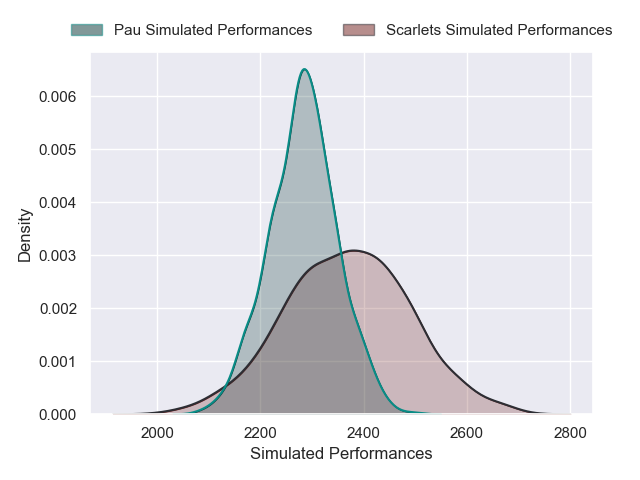 Pau Simulated Performances
Scarlets Simulated Performances
0.006
0.005
0.004
0.003
0.002
0.001
0.000
Density
2000 2200 2400 2600 2800
Simulated Performances